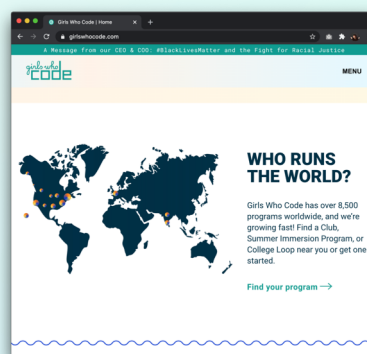 Girls Who Code | Home
girlswhocode.com
A Message from our CEO & COO: #BlackLivesMatter and the Fight for Racial Justice
girls who
CODE
MENU
WHO RUNS
THE WORLD?
Girls Who Code has over 8,500
programs worldwide, and we're
growing fast! Find a Club,
Summer Immersion Program, or
College Loop near you or get one
started.
Find your program →